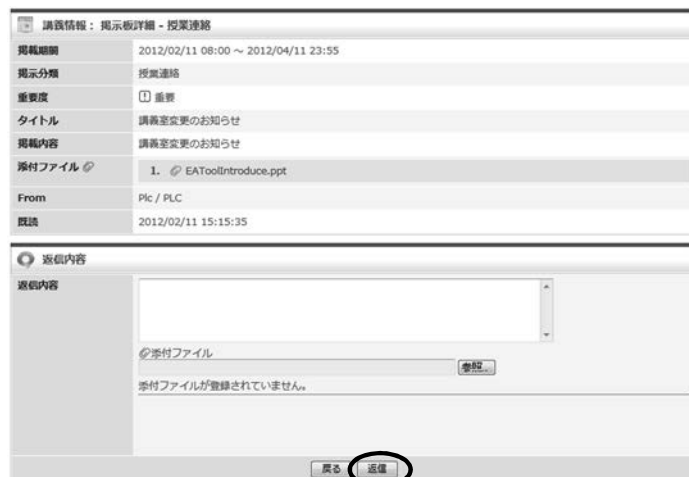 講義情報： 掲示板詳細 - 授業連絡
掲載期間 2012/02/11 08:00 ～ 2012/04/11 23:55
掲示分類 授業連絡
重要度 重要
タイトル 講義室変更のお知らせ
掲載内容 講義室変更のお知らせ
添付ファイル 1. EAToolIntroduce.ppt
From Plc / PLC
既読 2012/02/11 15:15:35
返信内容
返信内容
添付ファイル
参照...
添付ファイルが登録されていません。
戻る 返信